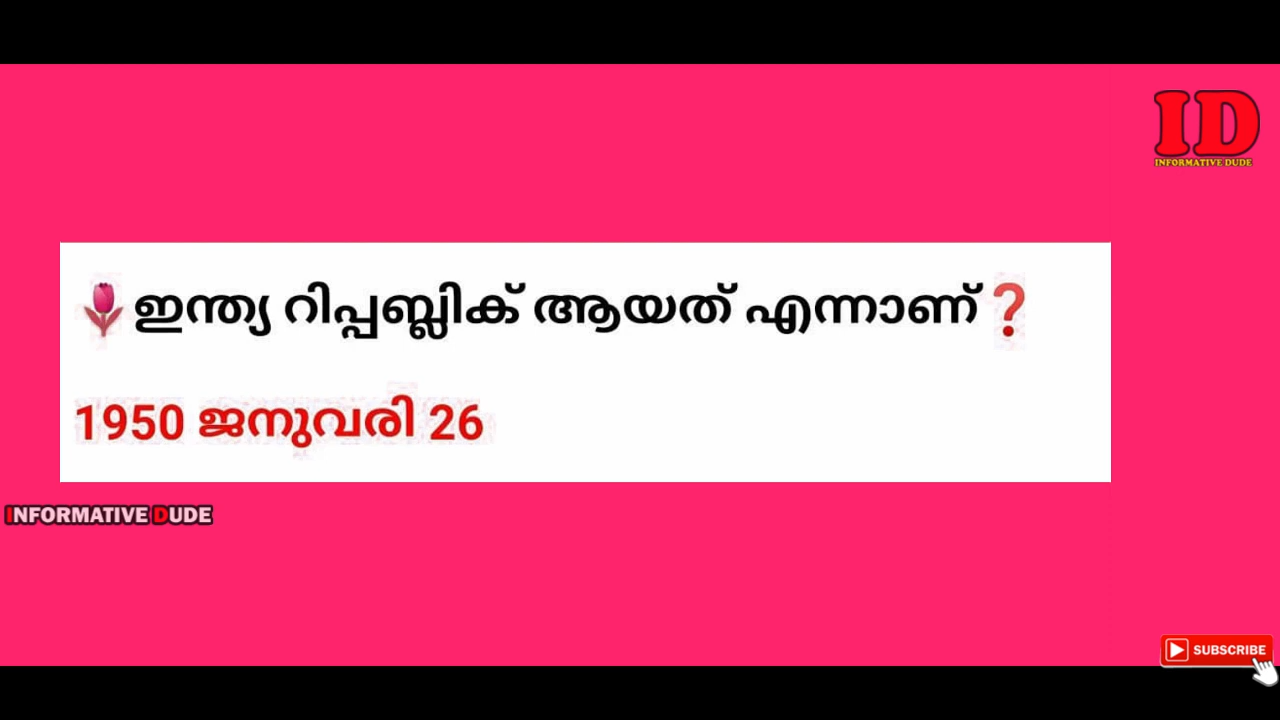 ID
INFORMATIVE DUDE
🌷ഇന്ത്യ റിപ്പബ്ലിക് ആയത് എന്നാണ്❓
1950 ജനുവരി 26
INFORMATIVE DUDE
SUBSCRIBE